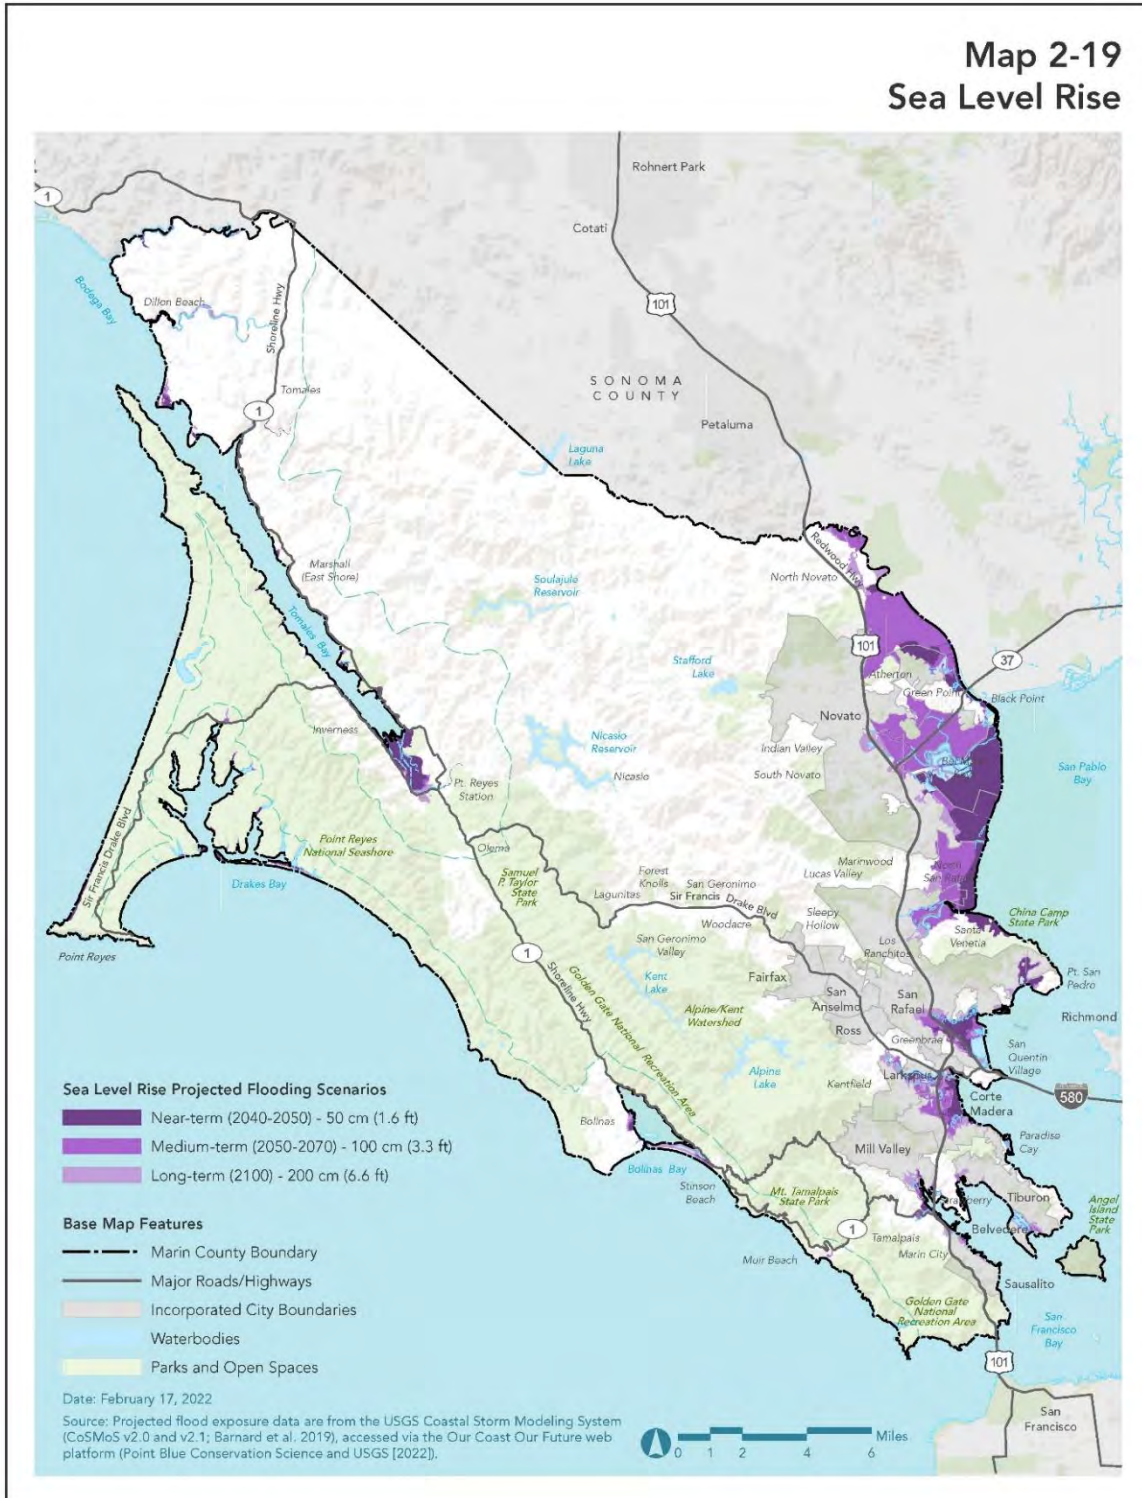 Map 2-19
Sea Level Rise
Rohnert Park
1
Cotati
Bodega Bay
Dillon Beach
Shoreline Hwy
101
SONOMA
COUNTY
Tomales
1
Petaluma
Laguna
Lake
Marshall
(East Shore)
Tomales Bay
Soulajule
Reservoir
North Novato
Redwood Hwy
101
37
Stafford
Lake
Atherton
Green Point
Black Point
Novato
Inverness
Nicasio
Reservoir
Indian Valley
San Pablo
Bay
Nicasio
South Novato
Pt. Reyes
Station
Sir Francis Drake Blvd
Point Reyes
National Seashore
Olema
Drakes Bay
Samuel
P. Taylor
State
Park
Marinwood
Lucas Valley
North
San Rafael
Forest
Knolls
San Geronimo
Lagunitas
Sir Francis Drake Blvd
Woodacre
Sleepy
Hollow
China Camp
State Park
Santa
Venetia
Los
Ranchitos
San Geronimo
Valley
Point Reyes
1
Kent
Lake
Fairfax
Pt. San
Pedro
Shoreline Hwy
Golden Gate National Recreation Area
Alpine/Kent
Watershed
San
Anselmo
San
Rafael
Richmond
Ross
Greenbrae
San
Quentin
Village
Alpine
Lake
Kentfield
Larkspur
580
Corte
Madera
Bolinas
Mill Valley
Paradise
Cay
Bolinas Bay
Stinson
Beach
Mt. Tamalpais
State Park
Tiburon
Angel
Island
State
Park
Belvedere
1
Tamalpais
Marin City
Muir Beach
Sausalito
Golden Gate
National
Recreation Area
San
Francisco
Bay
101
San
Francisco
Sea Level Rise Projected Flooding Scenarios
Near-term (2040-2050) - 50 cm (1.6 ft)
Medium-term (2050-2070) - 100 cm (3.3 ft)
Long-term (2100) - 200 cm (6.6 ft)
Base Map Features
Marin County Boundary
Major Roads/Highways
Incorporated City Boundaries
Waterbodies
Parks and Open Spaces
Date: February 17, 2022
Source: Projected flood exposure data are from the USGS Coastal Storm Modeling System
(CoSMoS v2.0 and v2.1; Barnard et al. 2019), accessed via the Our Coast Our Future web
platform (Point Blue Conservation Science and USGS [2022]).
Miles
0 1 2 4 6